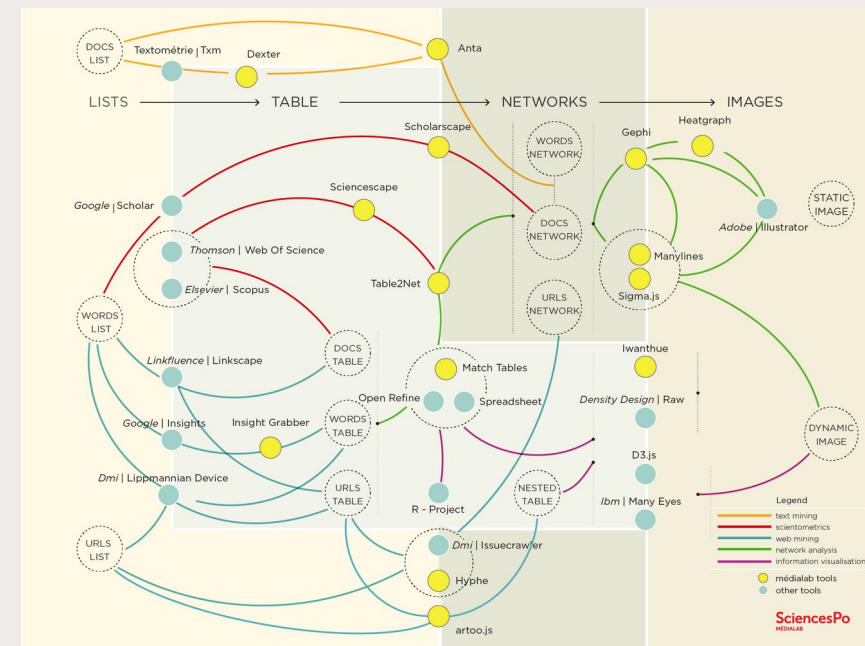 DOCS
LIST
Textométrie | Txm
Dexter
Anta
LISTS
TABLE
NETWORKS
IMAGES
Scholarscape
WORDS
NETWORK
Gephi
Heatgraph
Google | Scholar
Sciencescape
DOCS
NETWORK
STATIC
IMAGE
Adobe | Illustrator
Thomson | Web Of Science
Elsevier | Scopus
Table2Net
Manylines
Sigma.js
WORDS
LIST
URLS
NETWORK
Linkfluence | Linkscape
DOCS
TABLE
Match Tables
Iwanthue
Open Refine
Spreadsheet
Density Design | Raw
Google | Insights
Insight Grabber
WORDS
TABLE
DYNAMIC
IMAGE
D3.js
Dmi | Lippmannian Device
URLS
TABLE
R - Project
NESTED
TABLE
Ibm | Many Eyes
URLS
LIST
Dmi | Issuecrawler
Hyphe
artoo.js
Legend
text mining
scientometrics
web mining
network analysis
information visualisation
médialab tools
other tools
SciencesPo
MÉDIALAB